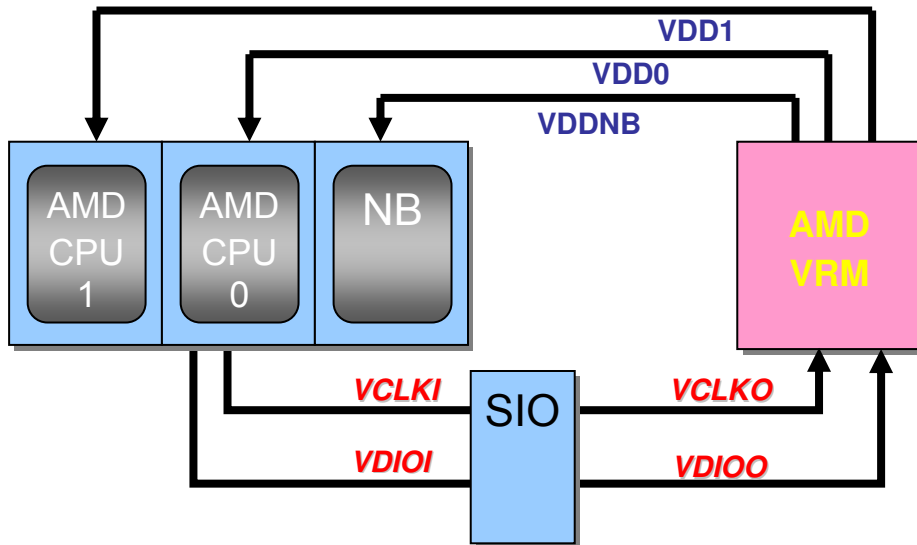 VDD1
VDD0
VDDNB
AMD
CPU
1
AMD
CPU
0
NB
AMD
VRM
VCLKI
SIO
VCLKO
VDIOI
VDIOO